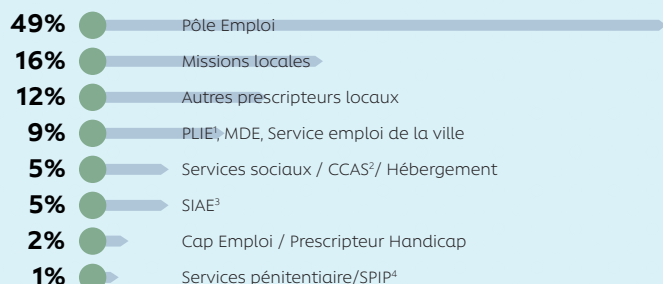 49% Pôle Emploi
16% Missions locales
12% Autres prescripteurs locaux
9% PLIE¹, MDE, Service emploi de la ville
5% Services sociaux / CCAS²/ Hébergement
5% SIAE³
2% Cap Emploi / Prescripteur Handicap
1% Services pénitentiaire/SPIP⁴